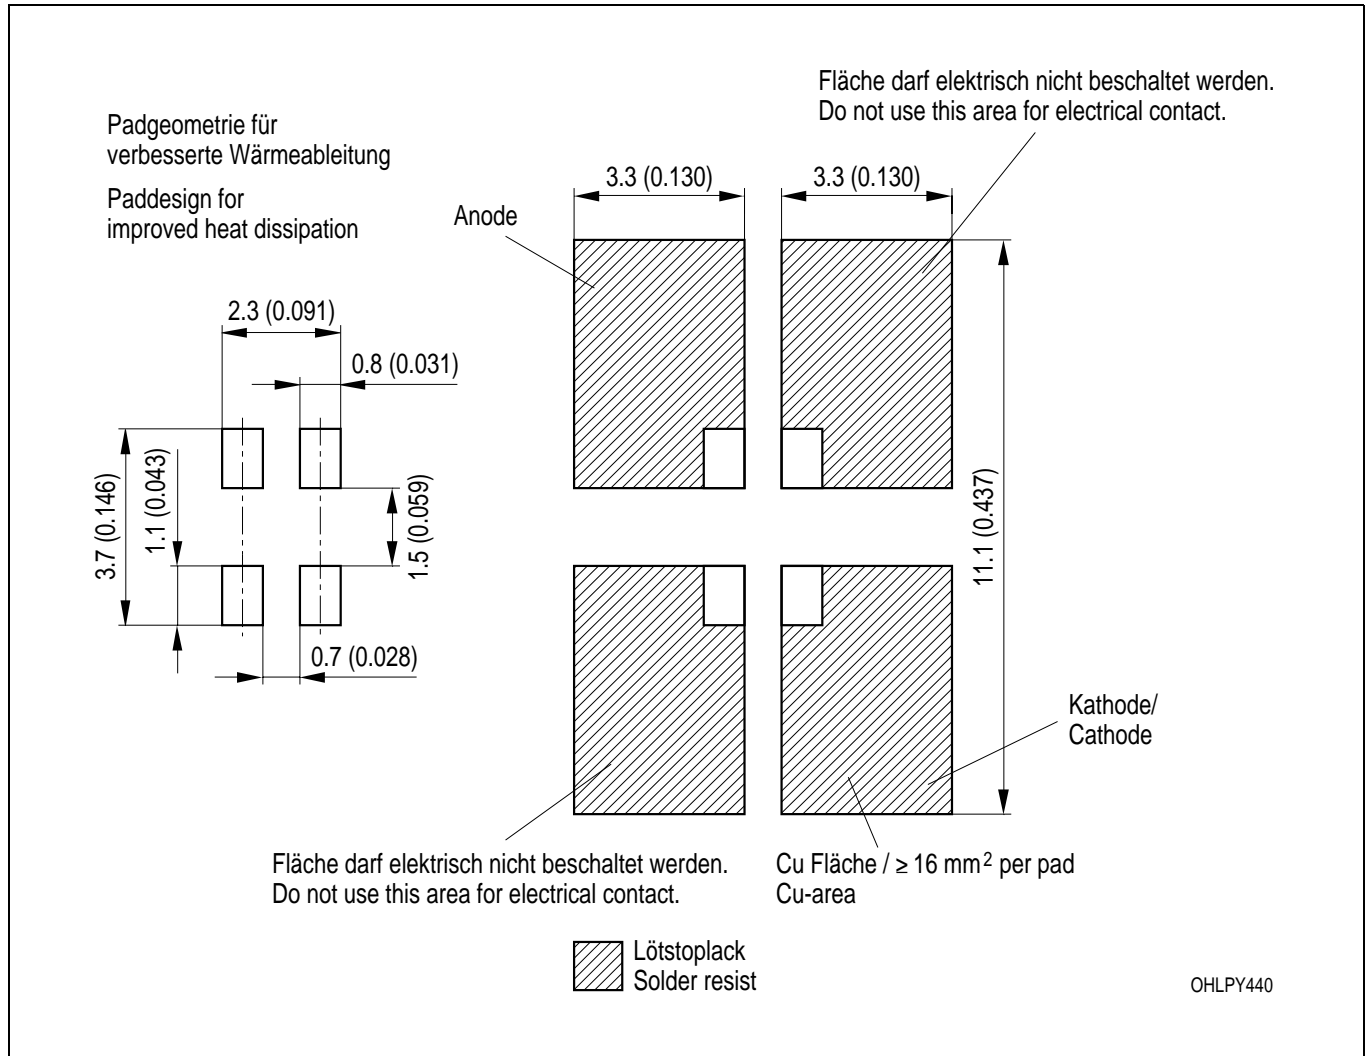 Fläche darf elektrisch nicht beschaltet werden.
Do not use this area for electrical contact.
Padgeometrie für
verbesserte Wärmeableitung
Paddesign for
improved heat dissipation
3.3 (0.130)
3.3 (0.130)
Anode
2.3 (0.091)
0.8 (0.031)
3.7 (0.146)
1.1 (0.043)
1.5 (0.059)
11.1 (0.437)
0.7 (0.028)
Kathode/
Cathode
Fläche darf elektrisch nicht beschaltet werden.
Do not use this area for electrical contact.
Cu Fläche / ≥ 16 mm² per pad
Cu-area
Lötstoplack
Solder resist
OHLPY440